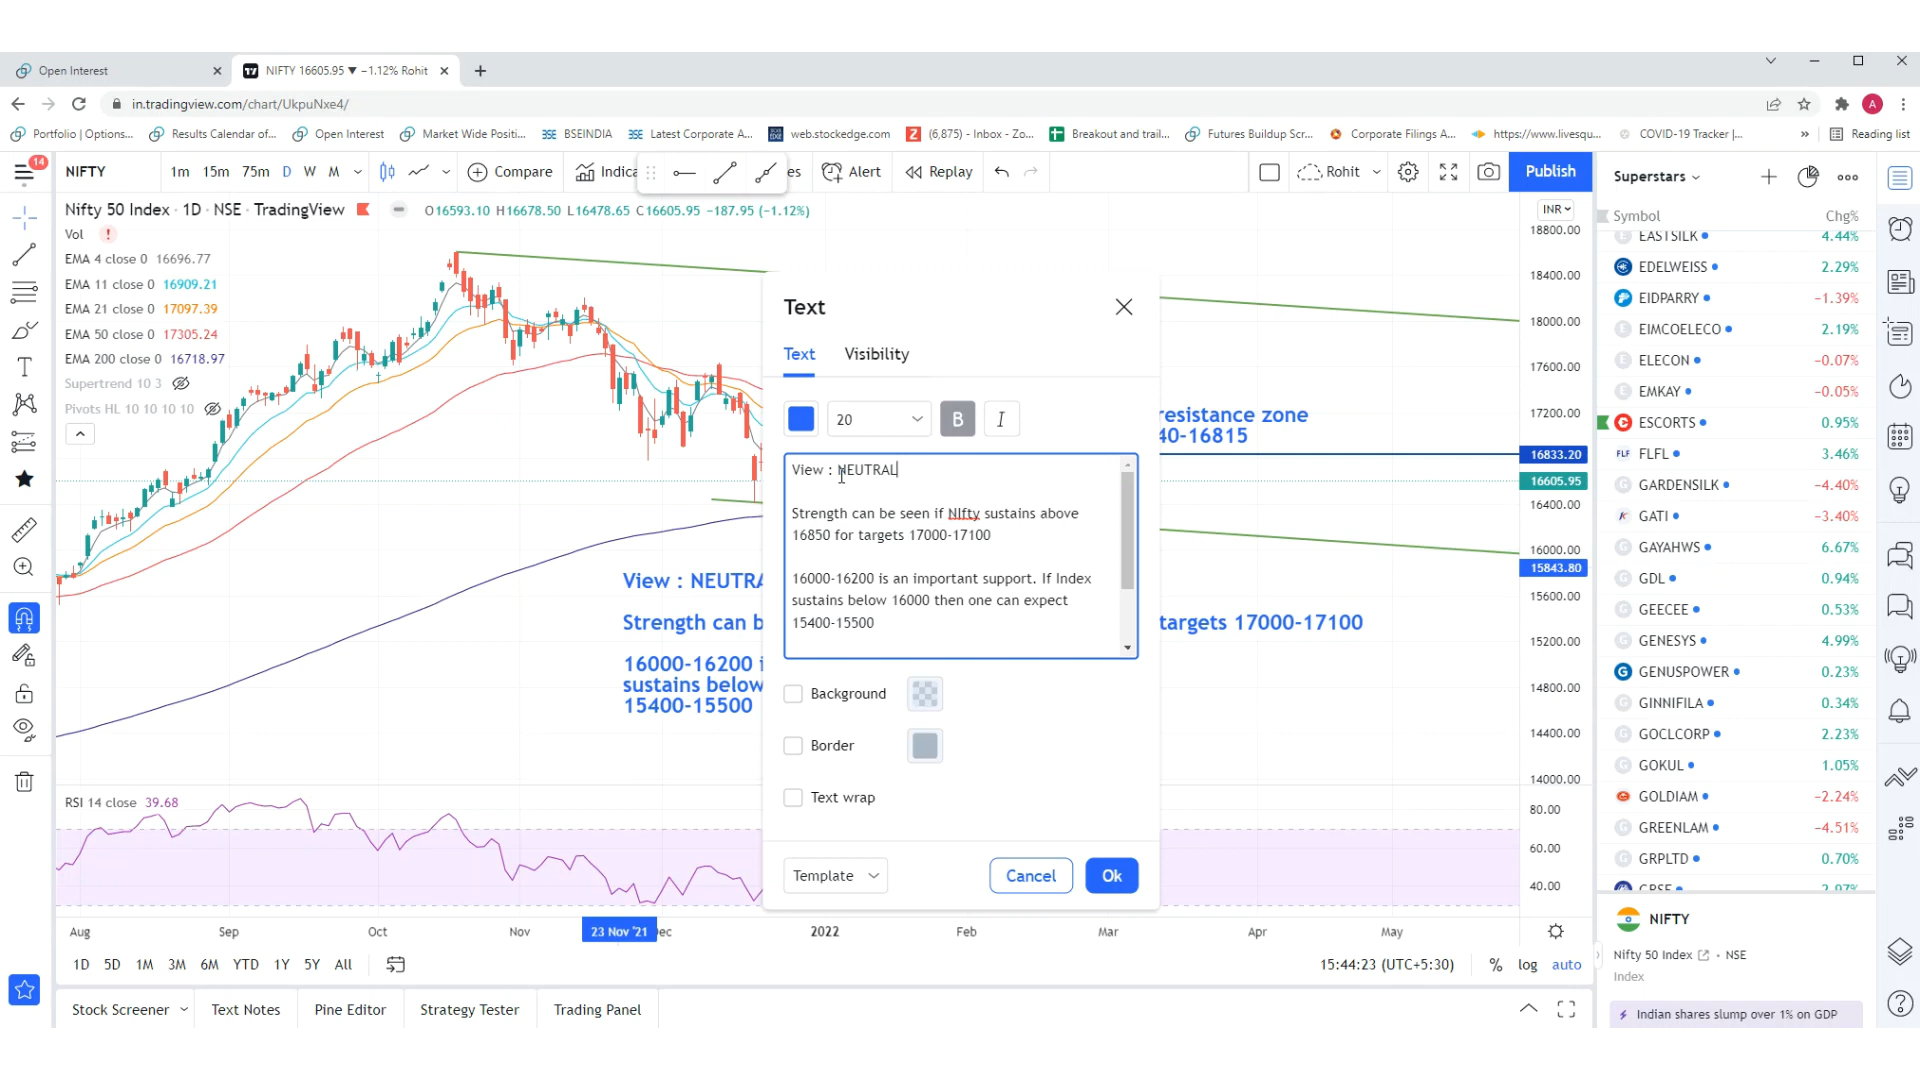 Open Interest
NIFTY 16605.95 ▼ −1.12% Rohit
in.tradingview.com/chart/UkpuNxe4/
Portfolio | Options...
Results Calendar of...
Open Interest
Market Wide Positi...
BSEINDIA
Latest Corporate A...
web.stockedge.com
(6,875) - Inbox - Zo...
Breakout and trail...
Futures Buildup Scr...
Corporate Filings A...
https://www.livesqu...
COVID-19 Tracker |...
»
Reading list
14
NIFTY
1m 15m 75m D W M
Compare
Indica
es
Alert
Replay
Rohit
Publish
Nifty 50 Index · 1D · NSE · TradingView
O16593.10 H16678.50 L16478.65 C16605.95 −187.95 (−1.12%)
Vol
EMA 4 close 0 16696.77
EMA 11 close 0 16909.21
EMA 21 close 0 17097.39
EMA 50 close 0 17305.24
EMA 200 close 0 16718.97
Supertrend 10 3
Pivots HL 10 10 10 10
esistance zone
40-16815
View : NEUTRA
Strength can b
targets 17000-17100
16000-16200 i
sustains below
15400-15500
Text
Text
Visibility
20
B
I
View : NEUTRAL
Strength can be seen if NIfty sustains above
16850 for targets 17000-17100
16000-16200 is an important support. If Index
sustains below 16000 then one can expect
15400-15500
Background
Border
Text wrap
Template
Cancel
Ok
INR
18800.00
18400.00
18000.00
17600.00
17200.00
16833.20
16605.95
16400.00
16000.00
15843.80
15600.00
15200.00
14800.00
14400.00
14000.00
RSI 14 close 39.68
80.00
60.00
40.00
Aug
Sep
Oct
Nov
23 Nov '21
ec
2022
Feb
Mar
Apr
May
1D 5D 1M 3M 6M YTD 1Y 5Y All
15:44:23 (UTC+5:30)
%
log
auto
Stock Screener
Text Notes
Pine Editor
Strategy Tester
Trading Panel
Superstars
Symbol Chg%
EASTSILK 4.44%
EDELWEISS 2.29%
EIDPARRY −1.39%
EIMCOELECO 2.19%
ELECON −0.07%
EMKAY −0.05%
ESCORTS 0.95%
FLFL 3.46%
GARDENSILK −4.40%
GATI −3.40%
GAYAHWS 6.67%
GDL 0.94%
GEECEE 0.53%
GENESYS 4.99%
GENUSPOWER 0.23%
GINNIFILA 0.34%
GOCLCORP 2.23%
GOKUL 1.05%
GOLDIAM −2.24%
GREENLAM −4.51%
GRPLTD 0.70%
NIFTY
Nifty 50 Index • NSE
Index
Indian shares slump over 1% on GDP